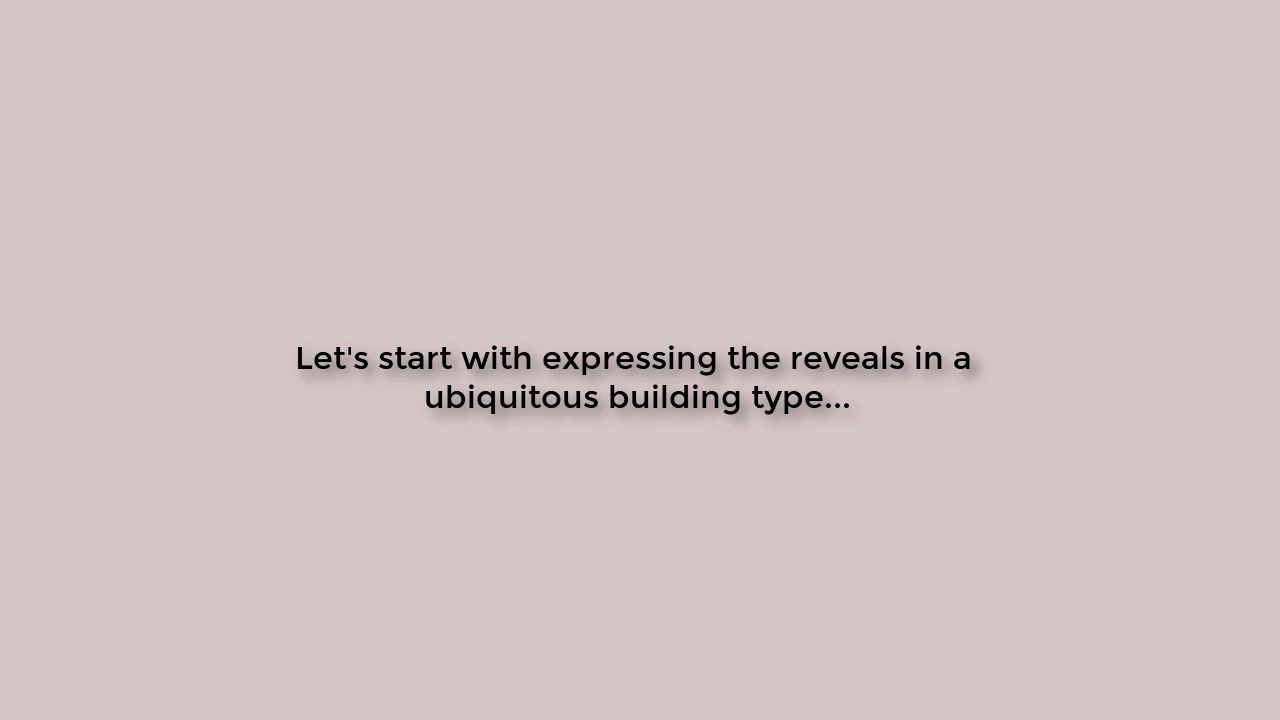 Let's start with expressing the reveals in a
ubiquitous building type...